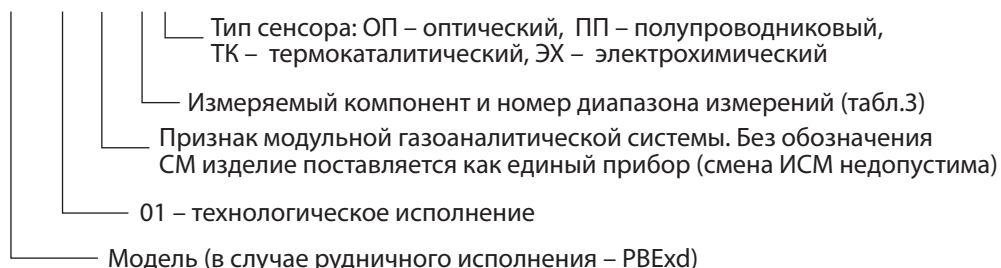 Тип сенсора: ОП – оптический, ПП – полупроводниковый,
ТК – термокаталитический, ЭХ – электрохимический
Измеряемый компонент и номер диапазона измерений (табл.3)
Признак модульной газоаналитической системы. Без обозначения
СМ изделие поставляется как единый прибор (смена ИСМ недопустима)
01 – технологическое исполнение
Модель (в случае рудничного исполнения – PBExd)